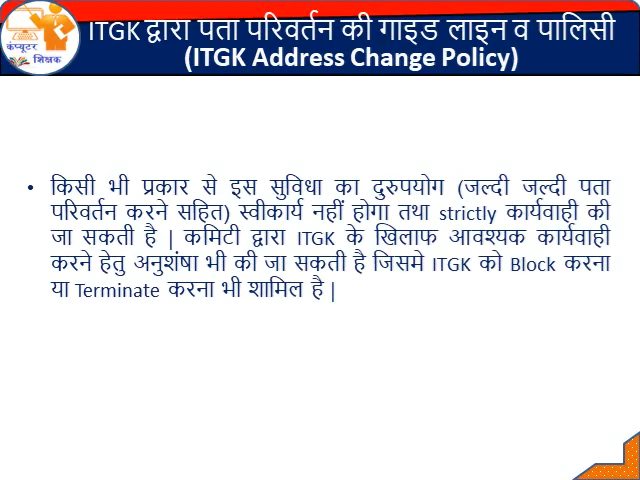 ITGK द्वारा पता परिवर्तन की गाइड लाइन व पालिसी
(ITGK Address Change Policy)
कंप्यूटर
शिक्षक
• किसी भी प्रकार से इस सुविधा का दुरुपयोग (जल्दी जल्दी पता
परिवर्तन करने सहित) स्वीकार्य नहीं होगा तथा strictly कार्यवाही की
जा सकती है | कमिटी द्वारा ITGK के खिलाफ आवश्यक कार्यवाही
करने हेतु अनुशंषा भी की जा सकती है जिसमे ITGK को Block करना
या Terminate करना भी शामिल है |